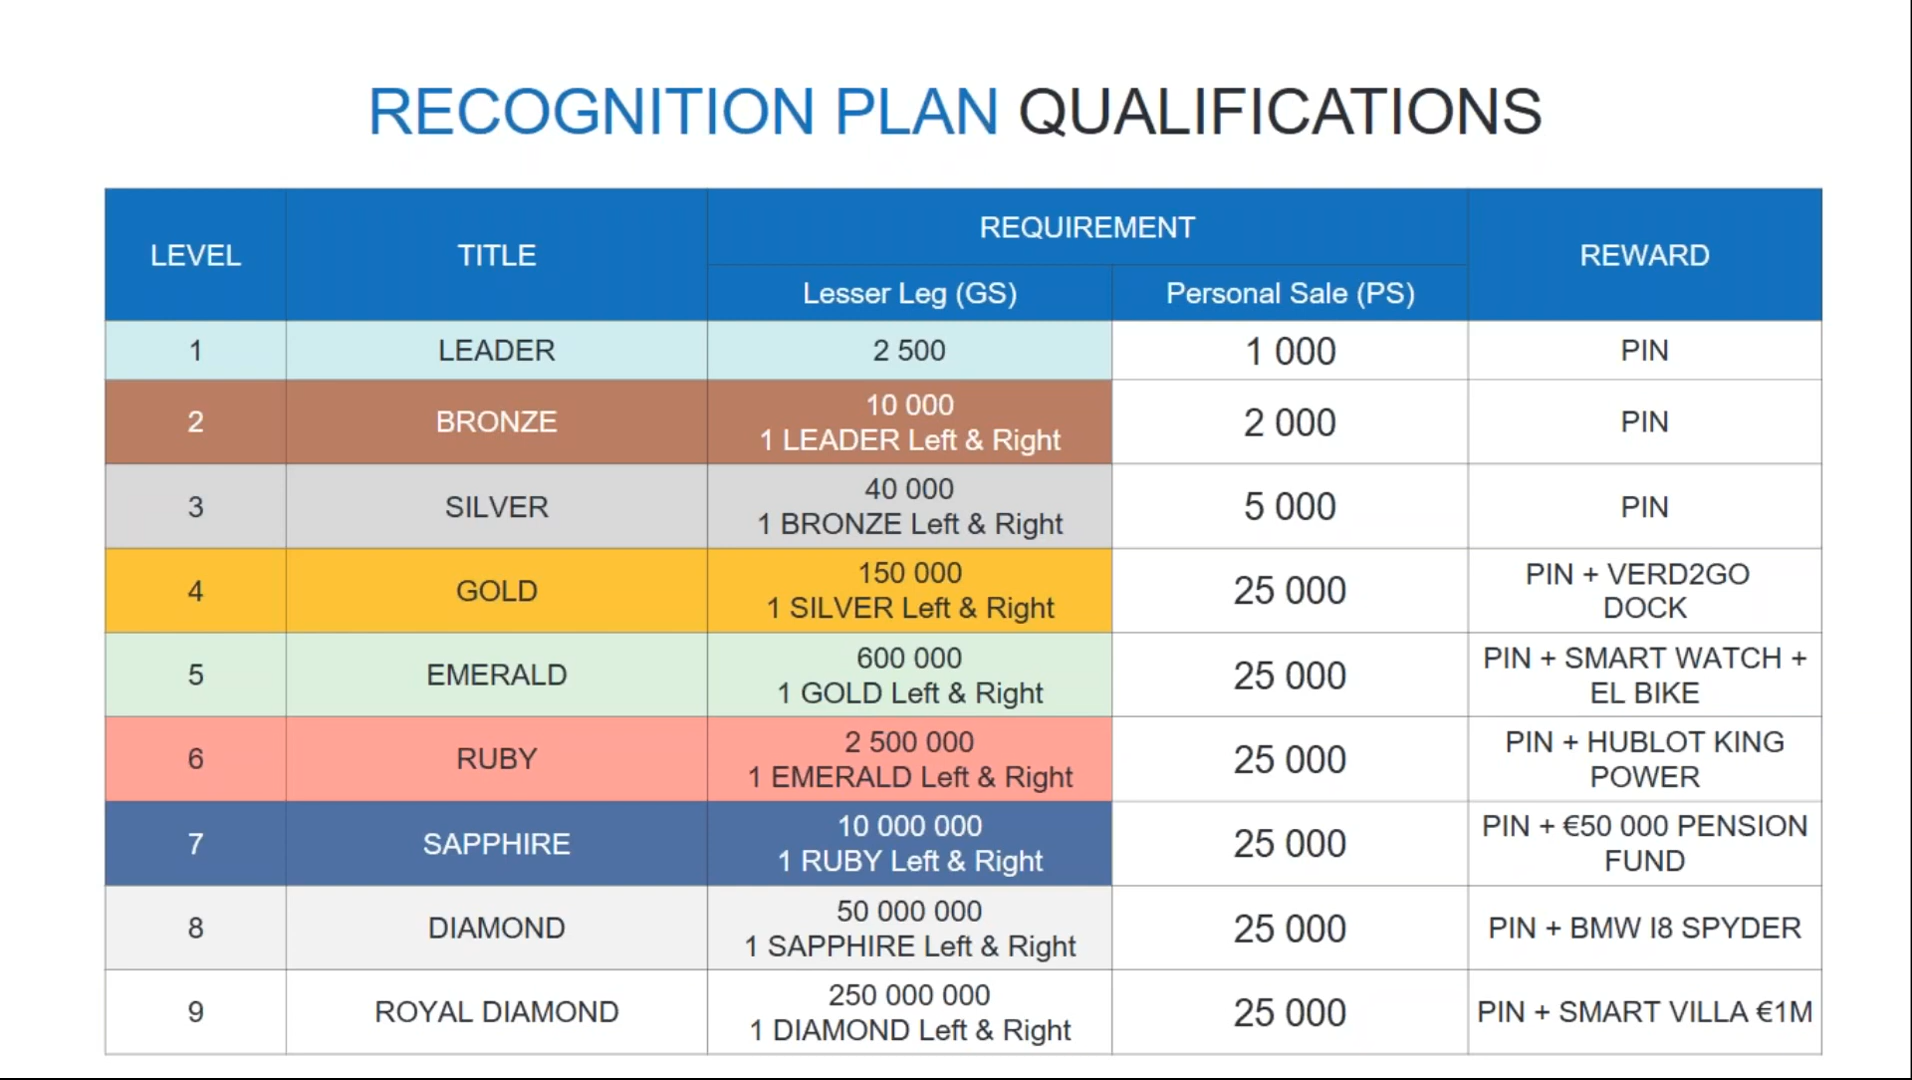 RECOGNITION PLAN QUALIFICATIONS
LEVEL
TITLE
REQUIREMENT
REWARD
Lesser Leg (GS)
Personal Sale (PS)
1
LEADER
2 500
1 000
PIN
2
BRONZE
10 000
1 LEADER Left & Right
2 000
PIN
3
SILVER
40 000
1 BRONZE Left & Right
5 000
PIN
4
GOLD
150 000
1 SILVER Left & Right
25 000
PIN + VERD2GO
DOCK
5
EMERALD
600 000
1 GOLD Left & Right
25 000
PIN + SMART WATCH +
EL BIKE
6
RUBY
2 500 000
1 EMERALD Left & Right
25 000
PIN + HUBLOT KING
POWER
7
SAPPHIRE
10 000 000
1 RUBY Left & Right
25 000
PIN + €50 000 PENSION
FUND
8
DIAMOND
50 000 000
1 SAPPHIRE Left & Right
25 000
PIN + BMW I8 SPYDER
9
ROYAL DIAMOND
250 000 000
1 DIAMOND Left & Right
25 000
PIN + SMART VILLA €1M